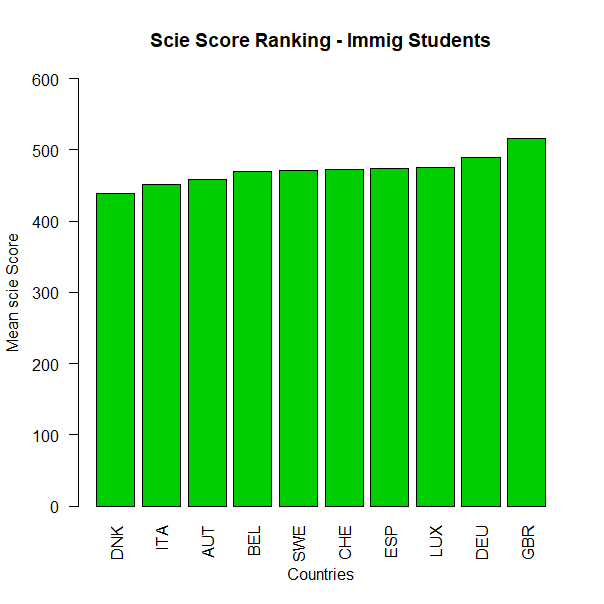 Scie Score Ranking - Immig Students
600
500
400
300
200
100
0
Mean scie Score
DNK
ITA
AUT
BEL
SWE
CHE
ESP
LUX
DEU
GBR
Countries